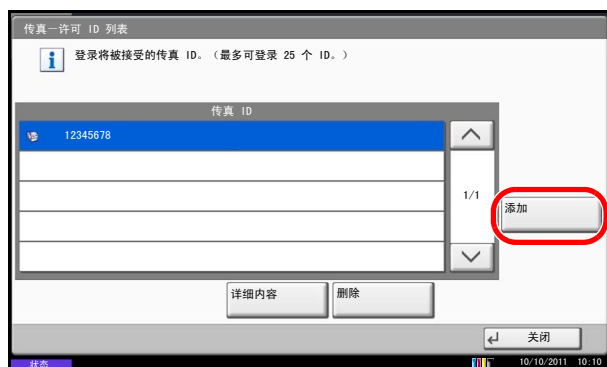 传真－许可 ID 列表
登录将被接受的传真 ID。（最多可登录 25 个 ID。）
传真 ID
12345678
1/1
添加
详细内容
删除
关闭
状态
10/10/2011 10:10